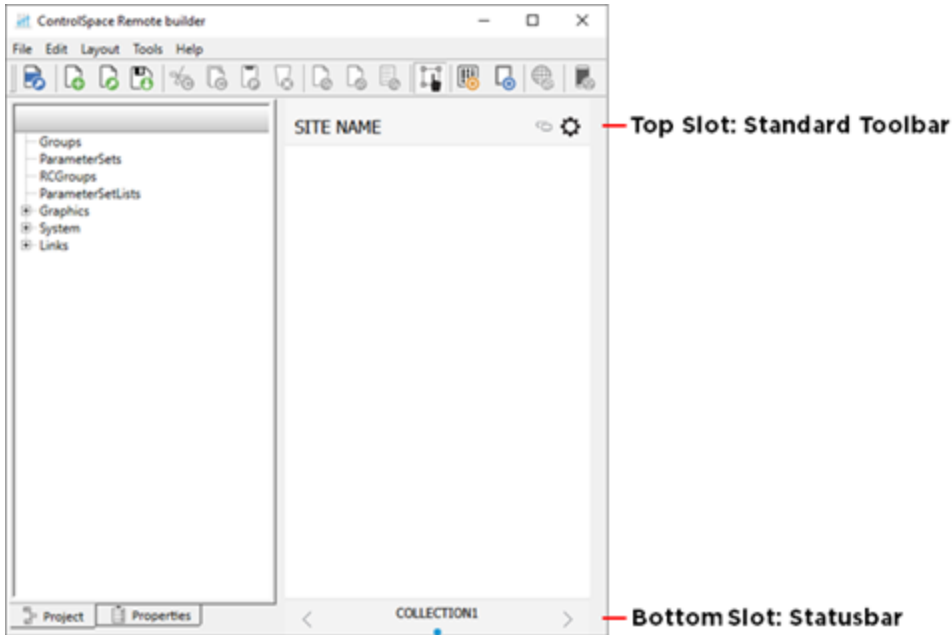 ControlSpace Remote builder
File Edit Layout Tools Help
SITE NAME
Top Slot: Standard Toolbar
Groups
ParameterSets
RCGroups
ParameterSetLists
Graphics
System
Links
Project Properties
COLLECTION1
Bottom Slot: Statusbar